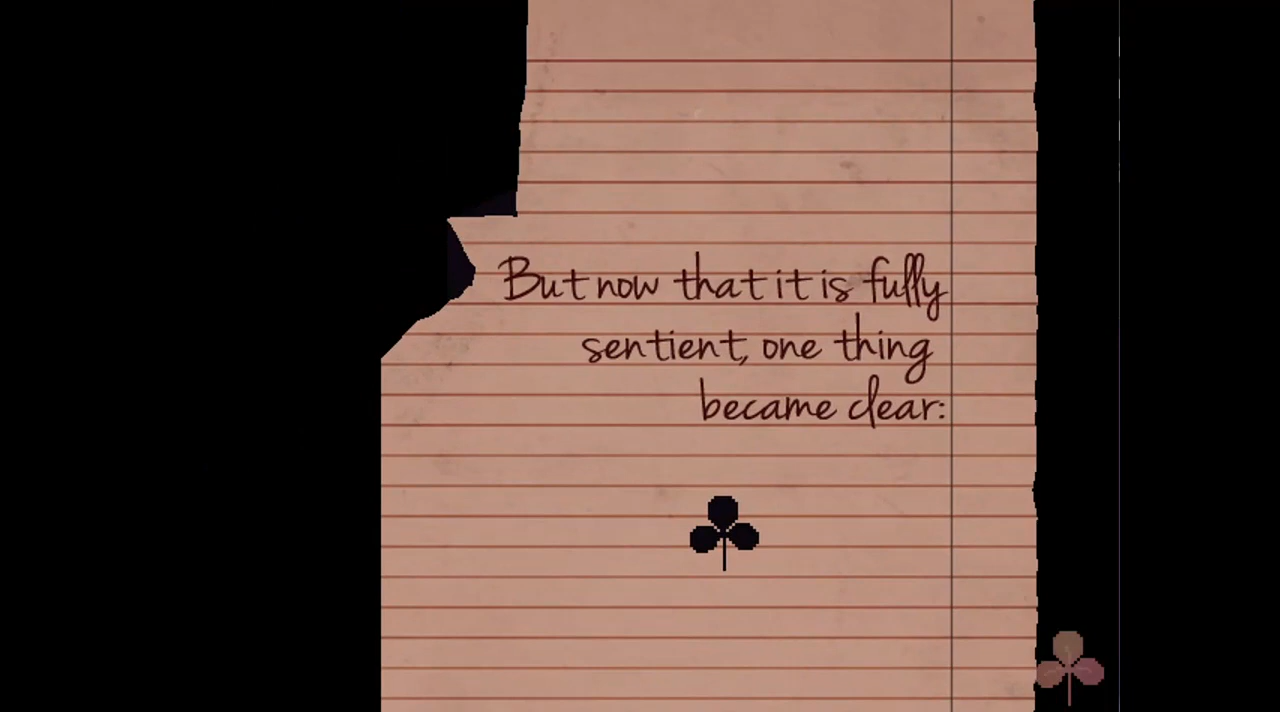 But now that it is fully
sentient, one thing
became clear: